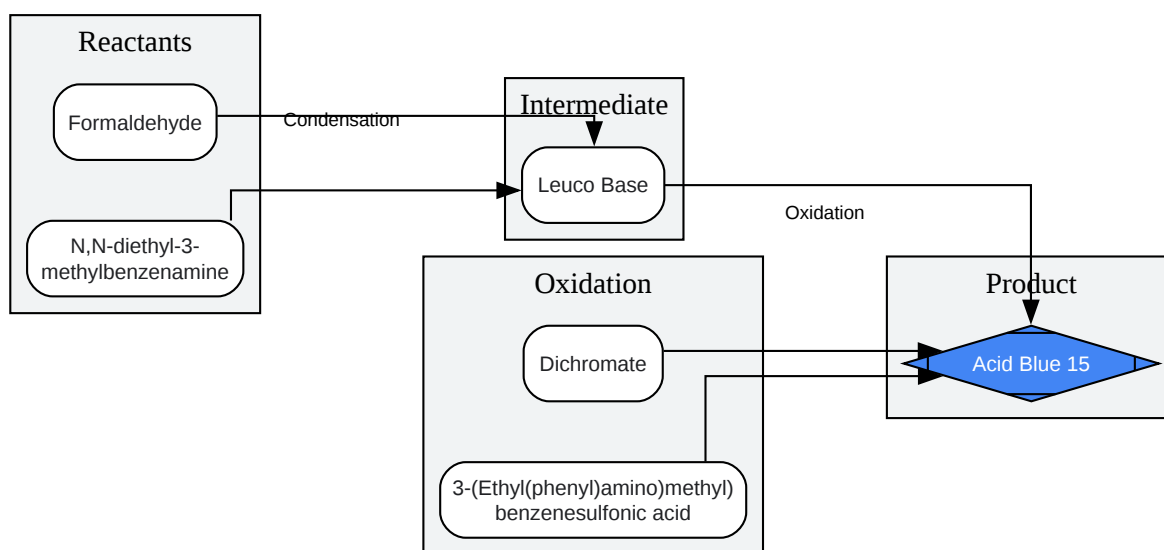 Reactants
Formaldehyde
N,N-diethyl-3-
methylbenzenamine
Condensation
Intermediate
Leuco Base
Oxidation
Oxidation
Dichromate
3-(Ethyl(phenyl)amino)methyl)
benzenesulfonic acid
Product
Acid Blue 15